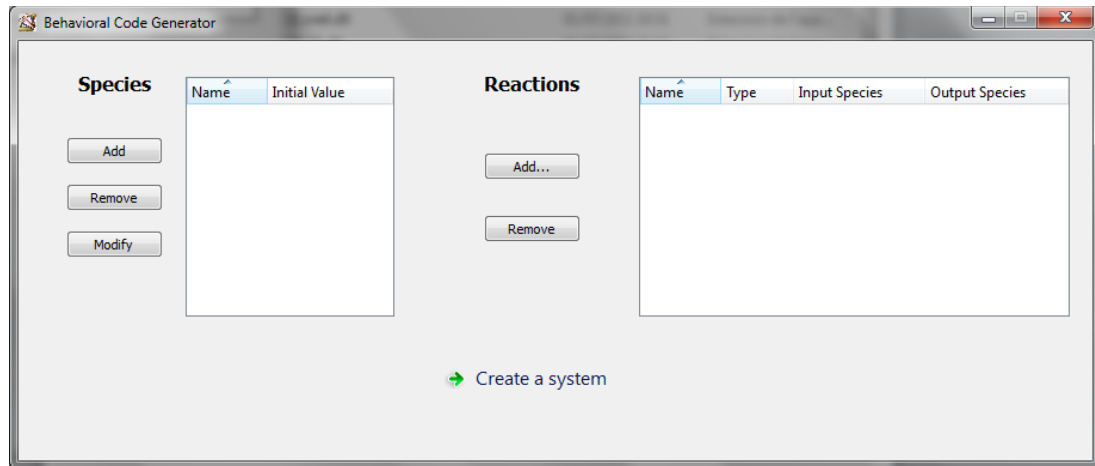 Behavioral Code Generator
Species
Name Initial Value
Add
Remove
Modify
Reactions
Name Type Input Species Output Species
Add...
Remove
Create a system